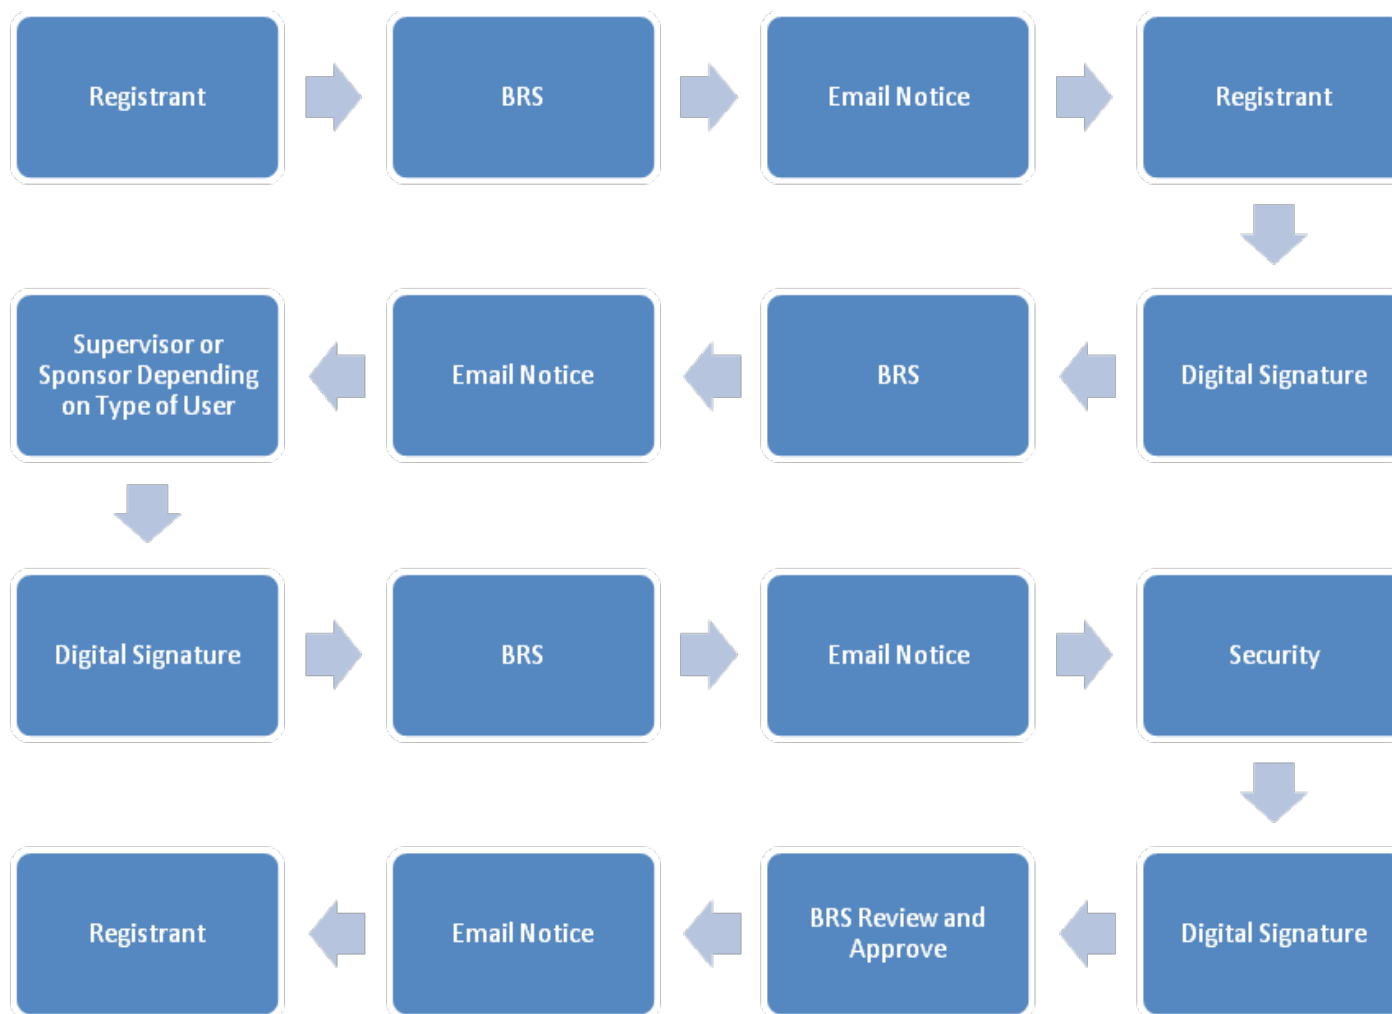 Registrant
BRS
Email Notice
Registrant
Supervisor or
Sponsor Depending
on Type of User
Email Notice
BRS
Digital Signature
Digital Signature
BRS
Email Notice
Security
Registrant
Email Notice
BRS Review and
Approve
Digital Signature